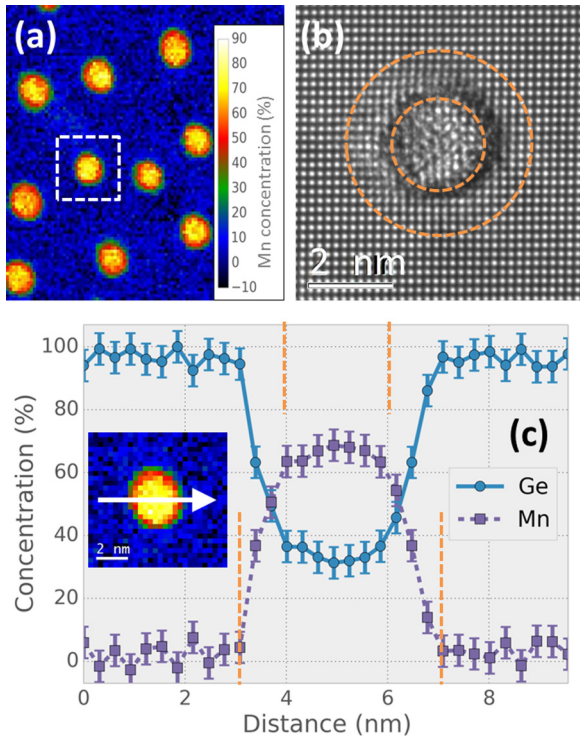 (a)
90
80
70
60
50
40
30
20
10
0
−10
Mn concentration (%)
(b)
2 nm
(c)
100
80
60
40
20
0
Concentration (%)
2 nm
Ge
Mn
0
2
4
6
8
Distance (nm)